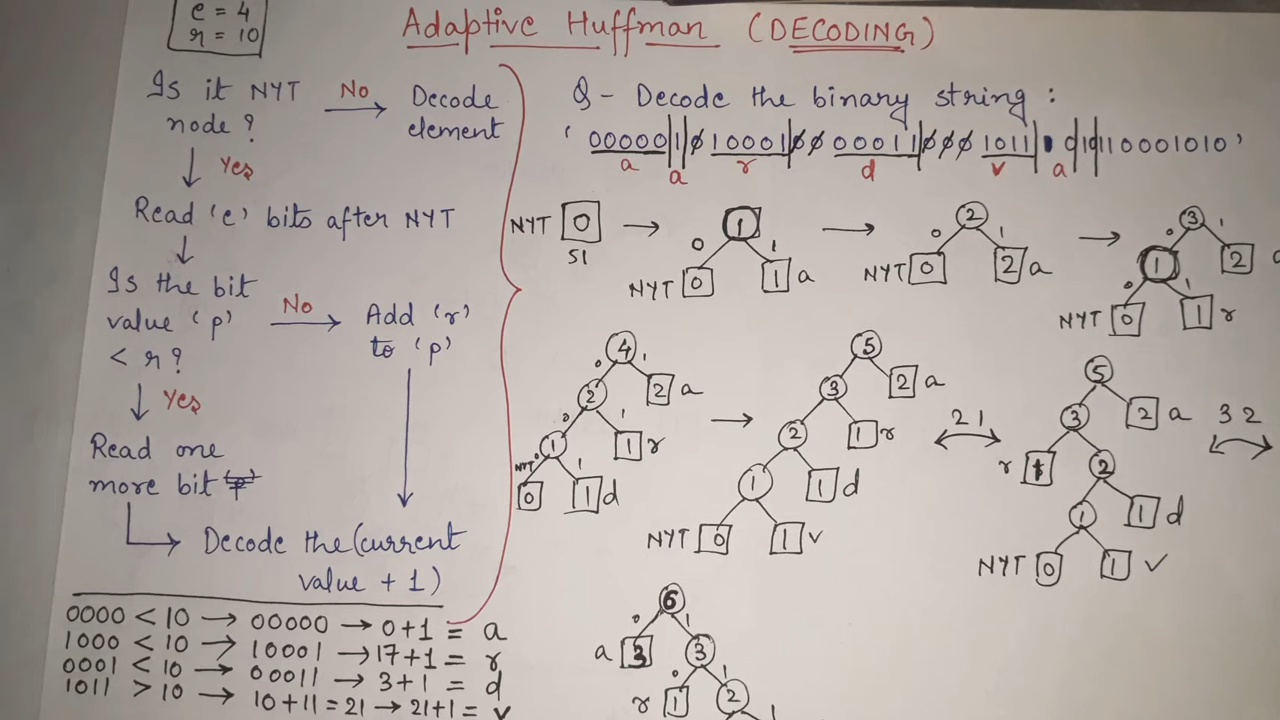 e = 4
r = 10
Adaptive Huffman (DECODING)
Is it NYT node ?
No
Decode element
Yes
Read 'e' bits after NYT
Is the bit value 'p' < r ?
No
Add 'r' to 'p'
Yes
Read one more bit
Decode the (current value + 1)
0000 < 10 → 00000 → 0+1 = a
1000 < 10 → 10001 → 17+1 = r
0001 < 10 → 00011 → 3+1 = d
1011 > 10 → 10+11 = 21 → 21+1 = v
Q - Decode the binary string :
' 00000|1|0 10001|00 00011|000 1011| 0|10|110001010 '
a a r d v a
NYT 0 → 1 → 2 → 3
51
0 1 0 1 0 1
NYT 0 1 a NYT 0 2 a 1 2 a
0 1
NYT 0 1 r
4 → 5 21 5 32
0 1
2 2 a 3 2 a 3 2 a
0 1
1 1 r 2 1 r r 1 2
NYT 0 1
0 1 d 1 1 d 1 1 d
NYT 0 1 v NYT 0 1 v
6
0 1
a 3 3
0 1
r 1 2
1